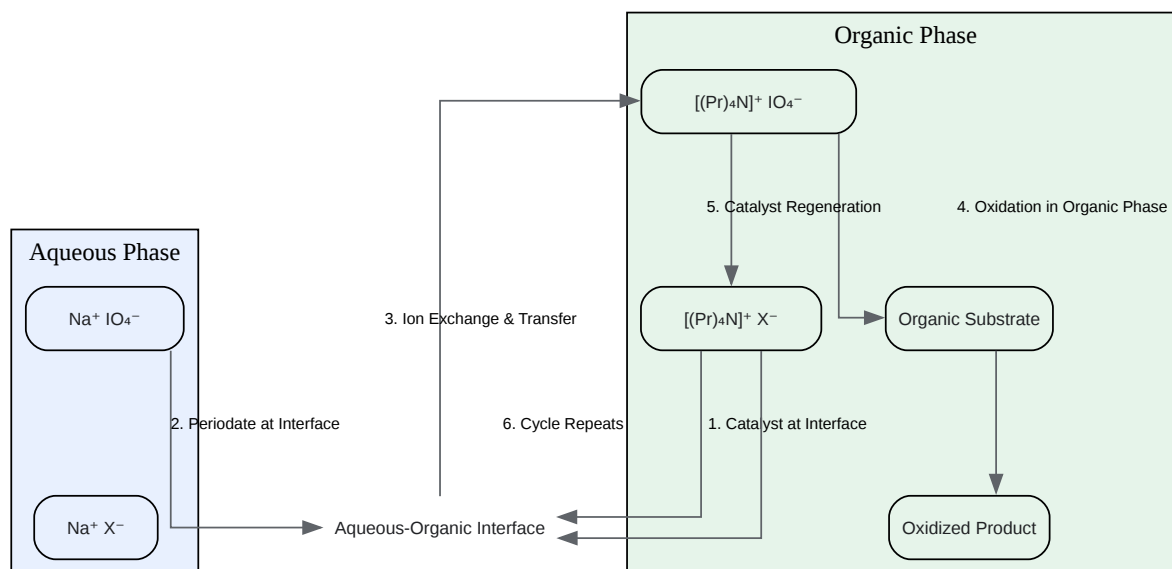 Organic Phase
[(Pr)₄N]⁺ IO₄⁻
5. Catalyst Regeneration
4. Oxidation in Organic Phase
Aqueous Phase
Na⁺ IO₄⁻
3. Ion Exchange & Transfer
[(Pr)₄N]⁺ X⁻
Organic Substrate
2. Periodate at Interface
6. Cycle Repeats
1. Catalyst at Interface
Na⁺ X⁻
Aqueous-Organic Interface
Oxidized Product